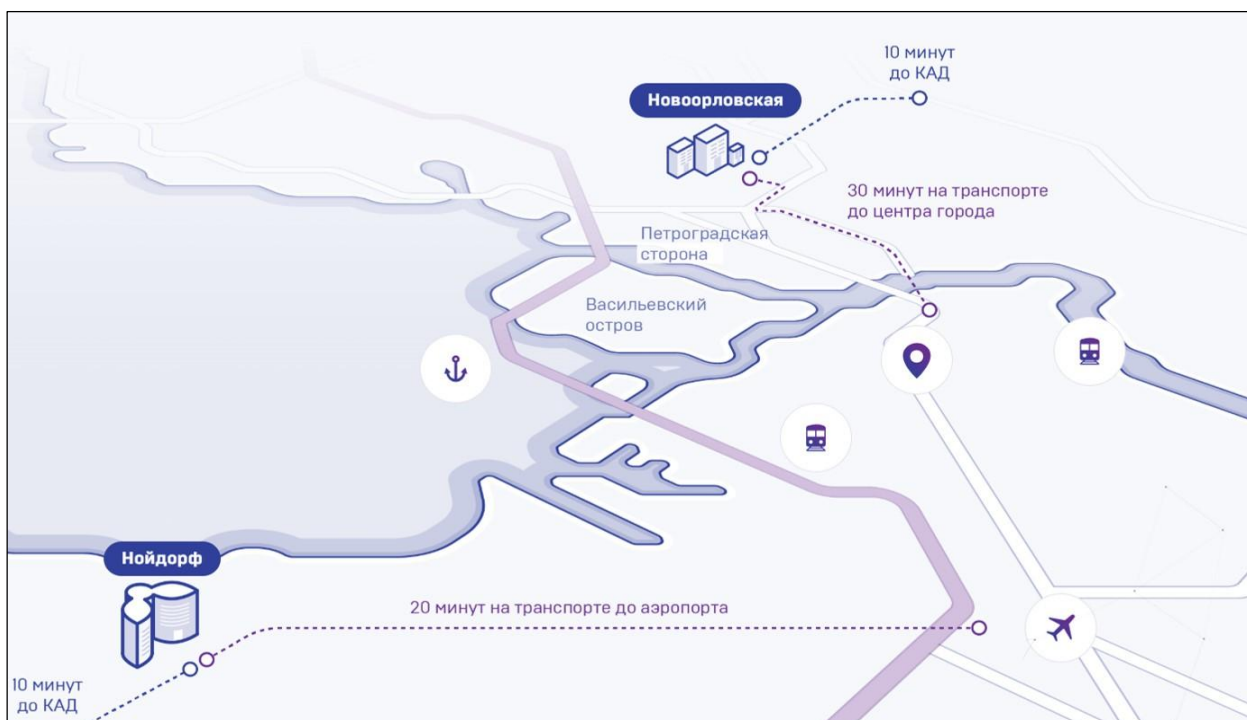 10 минут
до КАД
Новоорловская
30 минут на транспорте
до центра города
Петроградская
сторона
Васильевский
остров
Нойдорф
20 минут на транспорте до аэропорта
10 минут
до КАД